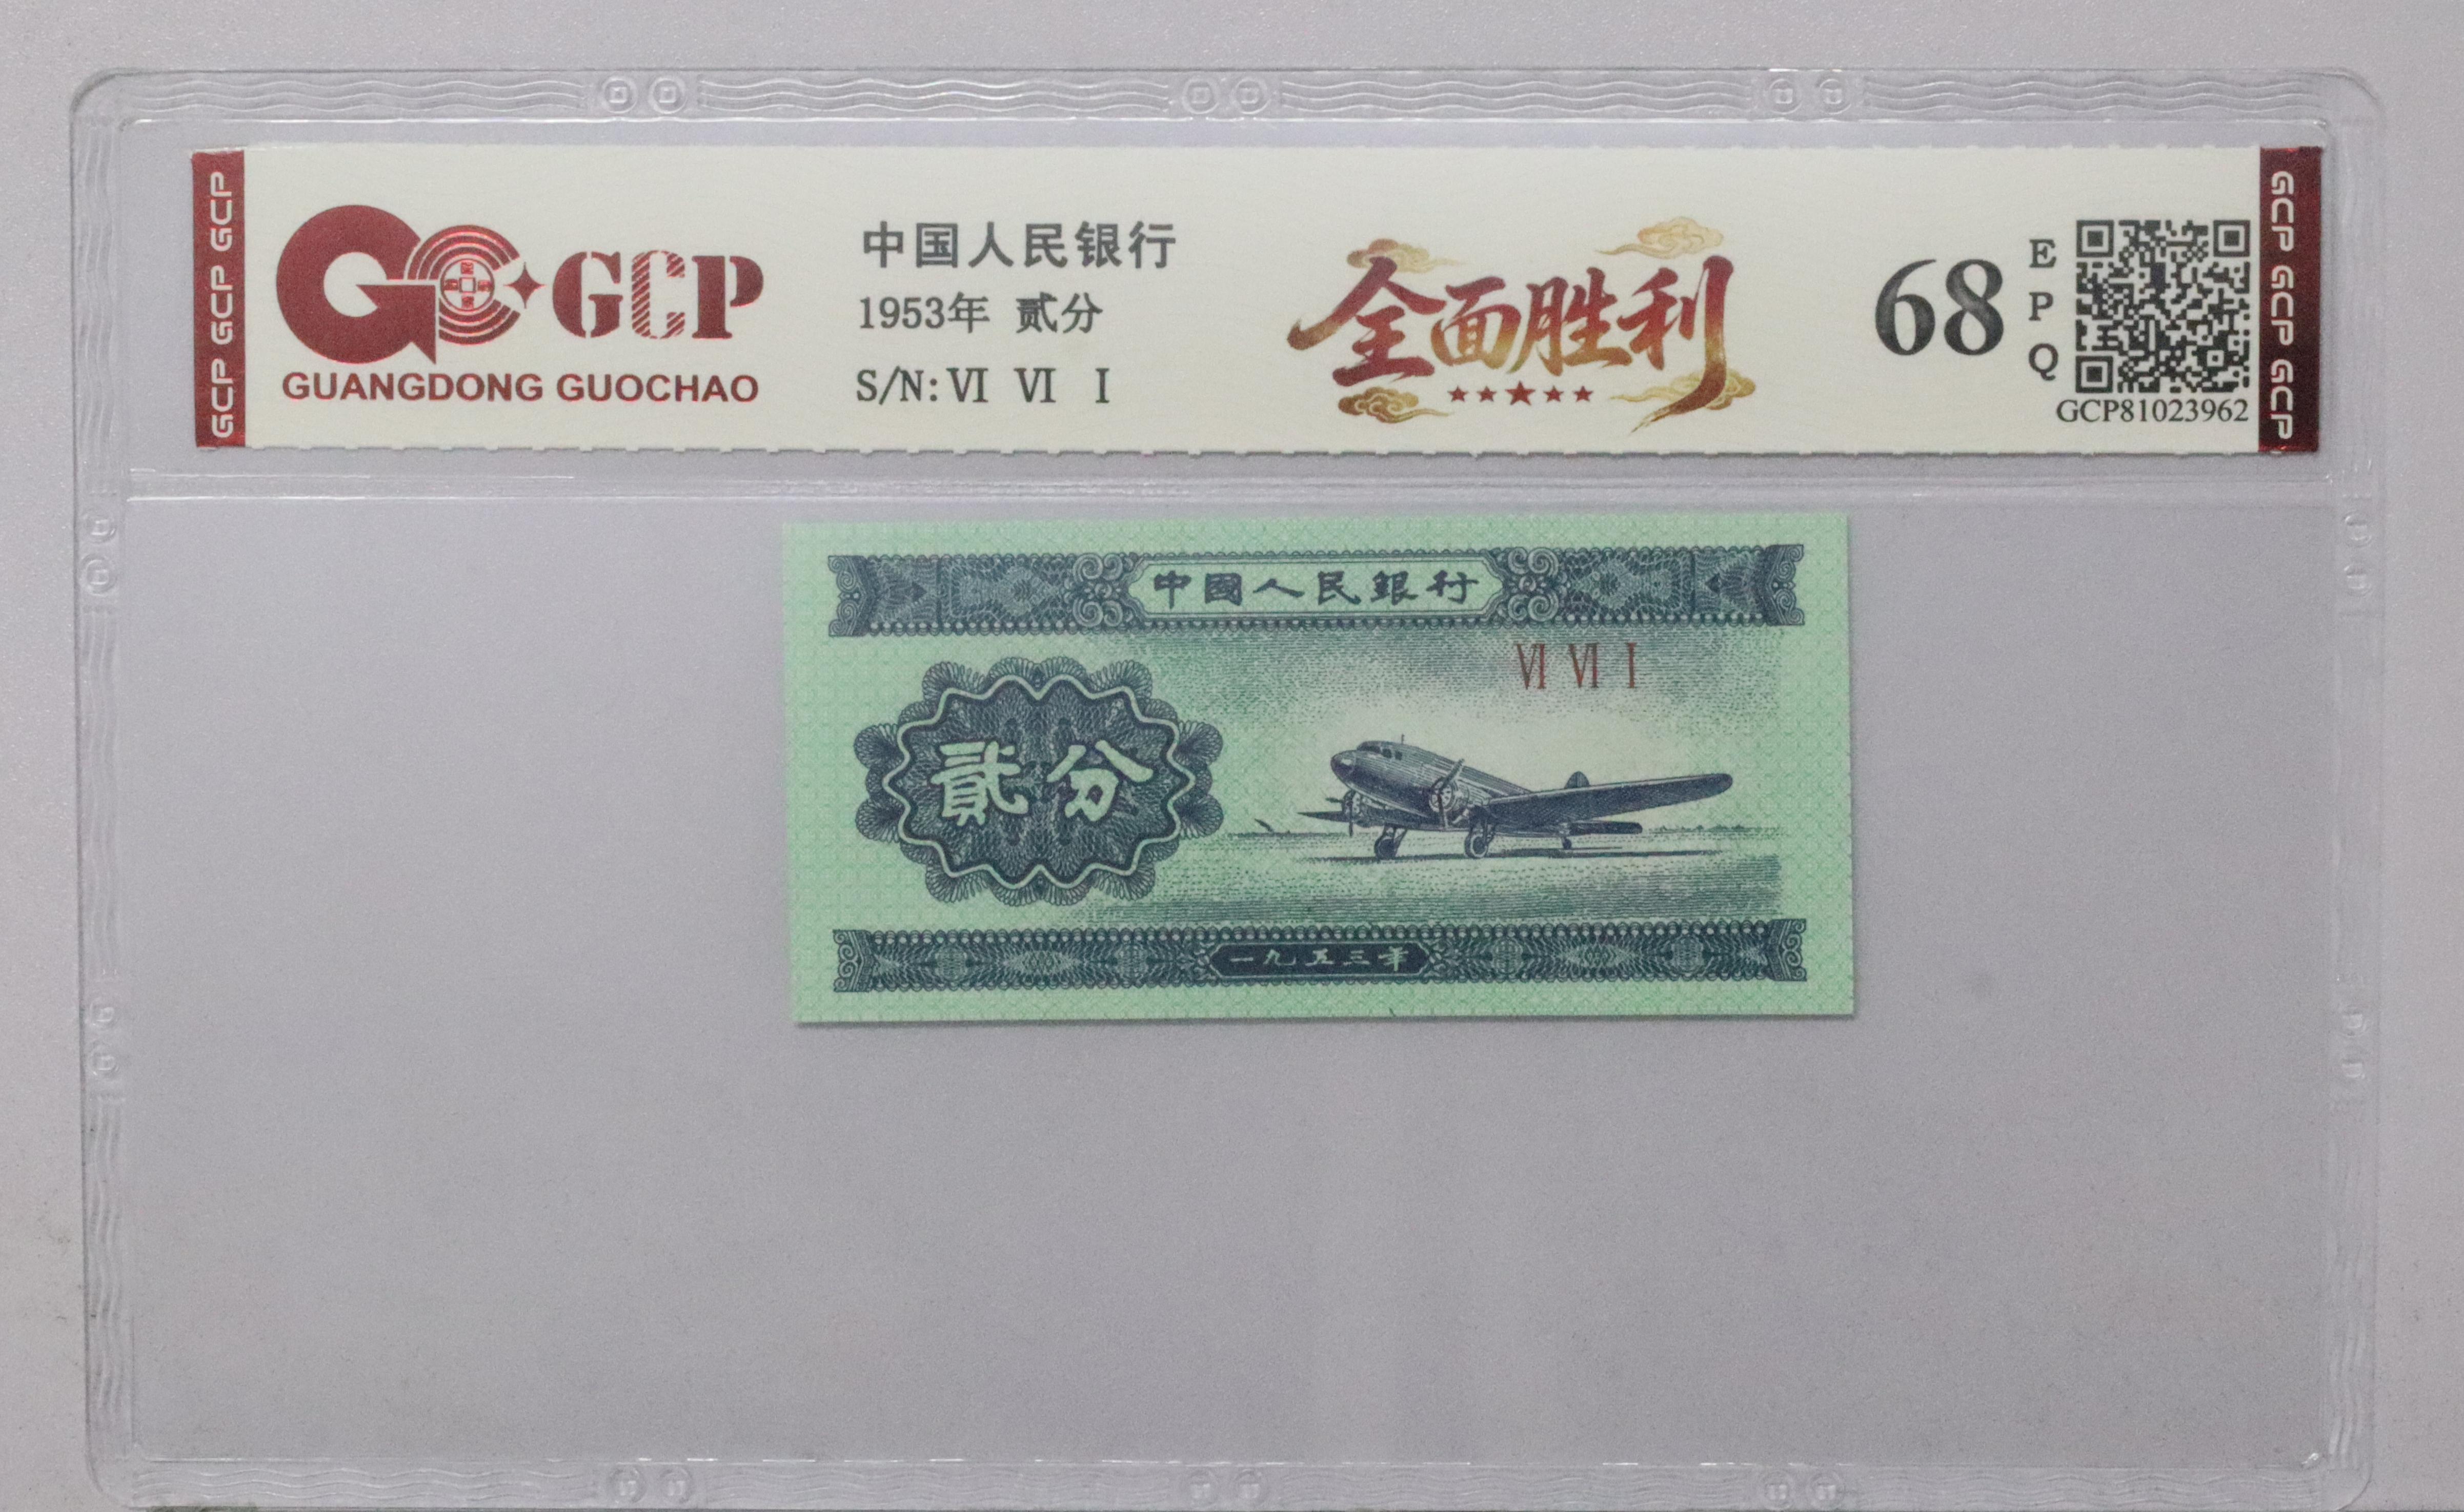 GCP GCP GCP
GCP
GUANGDONG GUOCHAO
中国人民银行
1953年 贰分
S/N: VI VI I
全面胜利
68
E
P
Q
GCP81023962
GCP GCP GCP
中國人民銀行
VI VI I
貳分
一九五三年